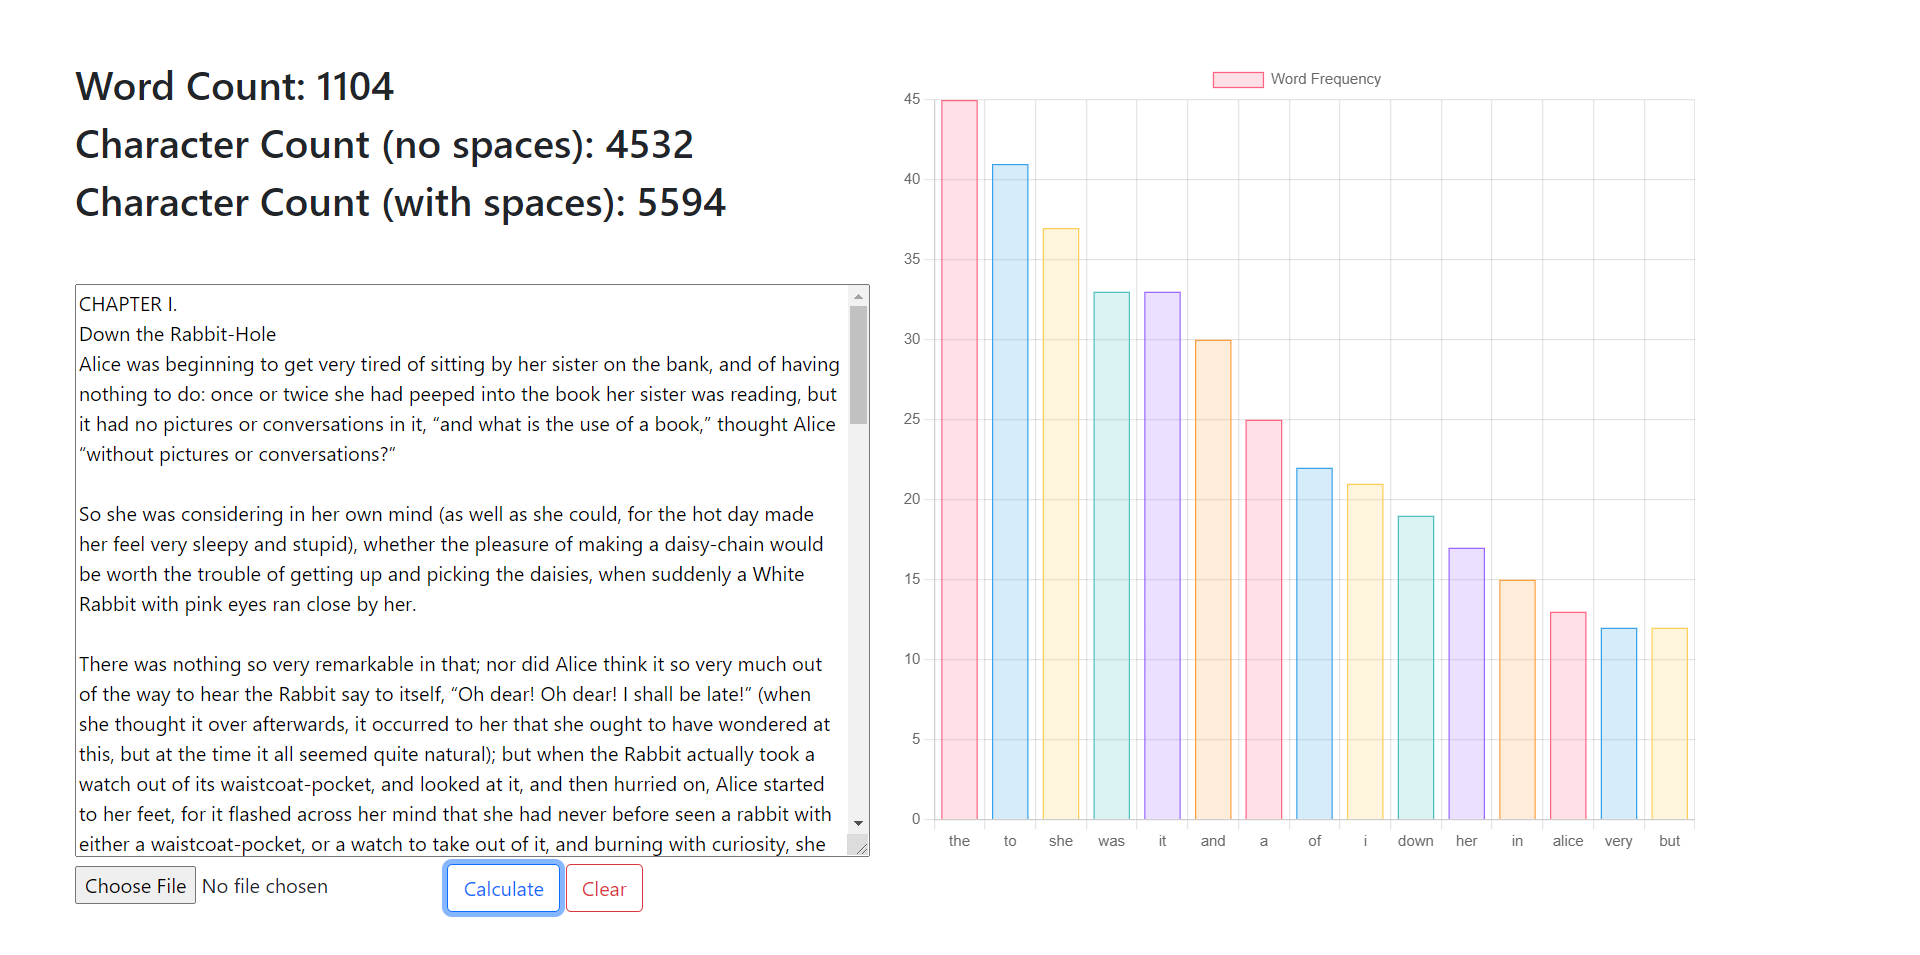 Word Count: 1104
Character Count (no spaces): 4532
Character Count (with spaces): 5594
CHAPTER I.
Down the Rabbit-Hole
Alice was beginning to get very tired of sitting by her sister on the bank, and of having
nothing to do: once or twice she had peeped into the book her sister was reading, but
it had no pictures or conversations in it, “and what is the use of a book,” thought Alice
“without pictures or conversations?”
So she was considering in her own mind (as well as she could, for the hot day made
her feel very sleepy and stupid), whether the pleasure of making a daisy-chain would
be worth the trouble of getting up and picking the daisies, when suddenly a White
Rabbit with pink eyes ran close by her.
There was nothing so very remarkable in that; nor did Alice think it so very much out
of the way to hear the Rabbit say to itself, “Oh dear! Oh dear! I shall be late!” (when
she thought it over afterwards, it occurred to her that she ought to have wondered at
this, but at the time it all seemed quite natural); but when the Rabbit actually took a
watch out of its waistcoat-pocket, and looked at it, and then hurried on, Alice started
to her feet, for it flashed across her mind that she had never before seen a rabbit with
either a waistcoat-pocket, or a watch to take out of it, and burning with curiosity, she
Choose File No file chosen
Calculate
Clear
Word Frequency
45
40
35
30
25
20
15
10
5
0
the to she was it and a of i down her in alice very but